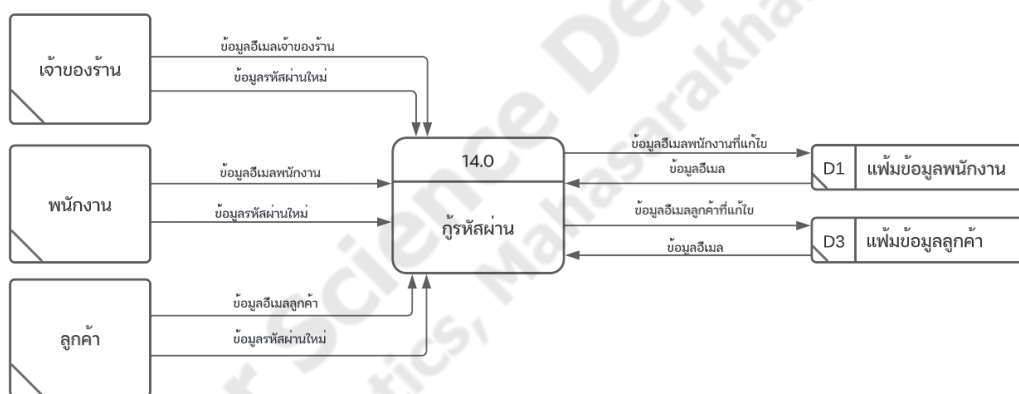 เจ้าของร้าน
ข้อมูลอีเมลเจ้าของร้าน
ข้อมูลรหัสผ่านใหม่
พนักงาน
ข้อมูลอีเมลพนักงาน
ข้อมูลรหัสผ่านใหม่
ลูกค้า
ข้อมูลอีเมลลูกค้า
ข้อมูลรหัสผ่านใหม่
14.0
กู้รหัสผ่าน
ข้อมูลอีเมลพนักงานที่แก้ไข
ข้อมูลอีเมล
D1 แฟ้มข้อมูลพนักงาน
ข้อมูลอีเมลลูกค้าที่แก้ไข
ข้อมูลอีเมล
D3 แฟ้มข้อมูลลูกค้า
Science De
Mahasarakha